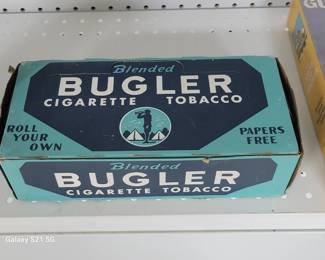 Blended
BUGLER
CIGARETTE TOBACCO
ROLL
YOUR
OWN
PAPERS
FREE
Blended
BUGLER
CIGARETTE TOBACCO
Galaxy S21 5G